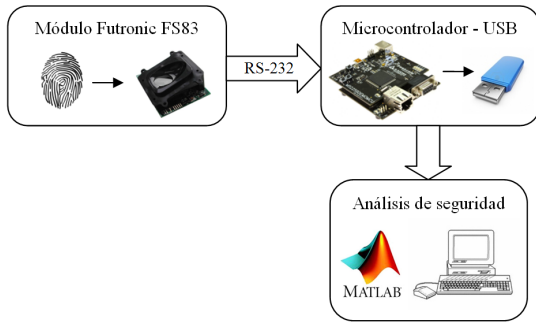 Módulo Futronic FS83
RS-232
Microcontrolador - USB
Análisis de seguridad
MATLAB